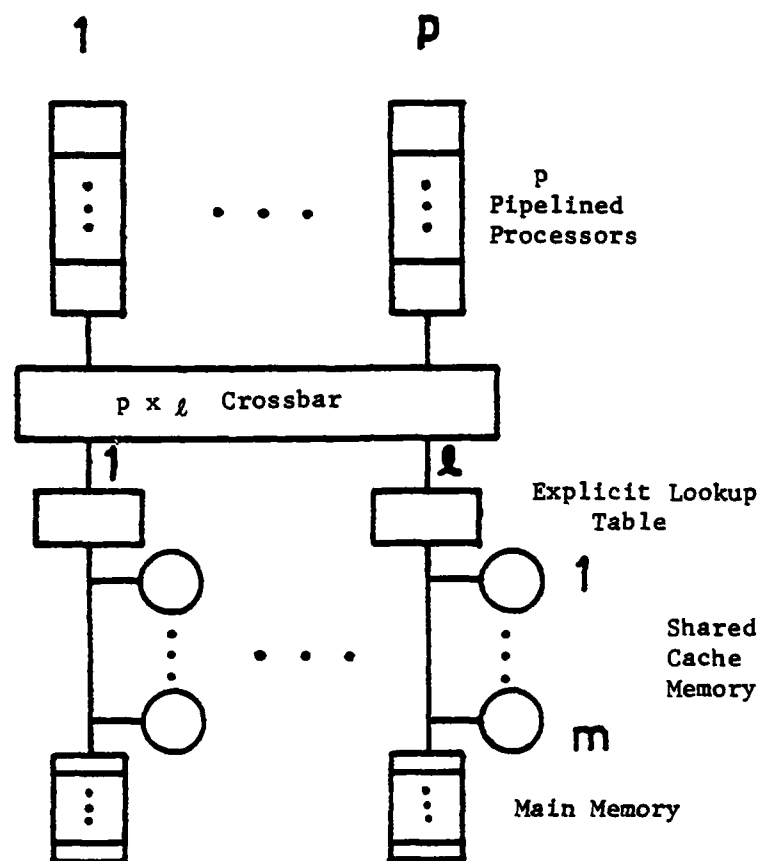 1 p
p
Pipelined
Processors
p x ℓ Crossbar
1 ℓ
Explicit Lookup
Table
1
Shared
Cache
Memory
m
Main Memory